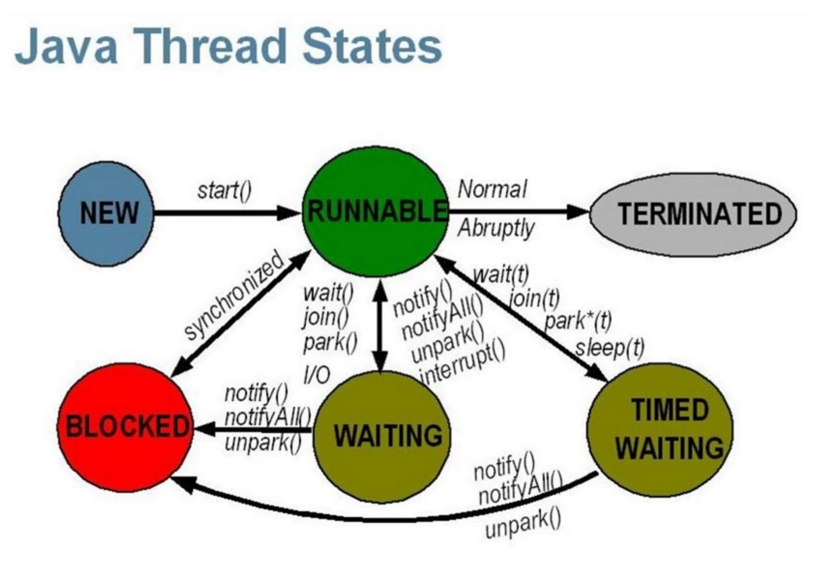 Java Thread States
NEW
start()
RUNNABLE
Normal
Abruptly
TERMINATED
synchronized
wait()
join()
park()
I/O
notify()
notifyAll()
unpark()
interrupt()
wait(t)
join(t)
park*(t)
sleep(t)
BLOCKED
notify()
notifyAll()
unpark()
WAITING
TIMED
WAITING
notify()
notifyAll()
unpark()